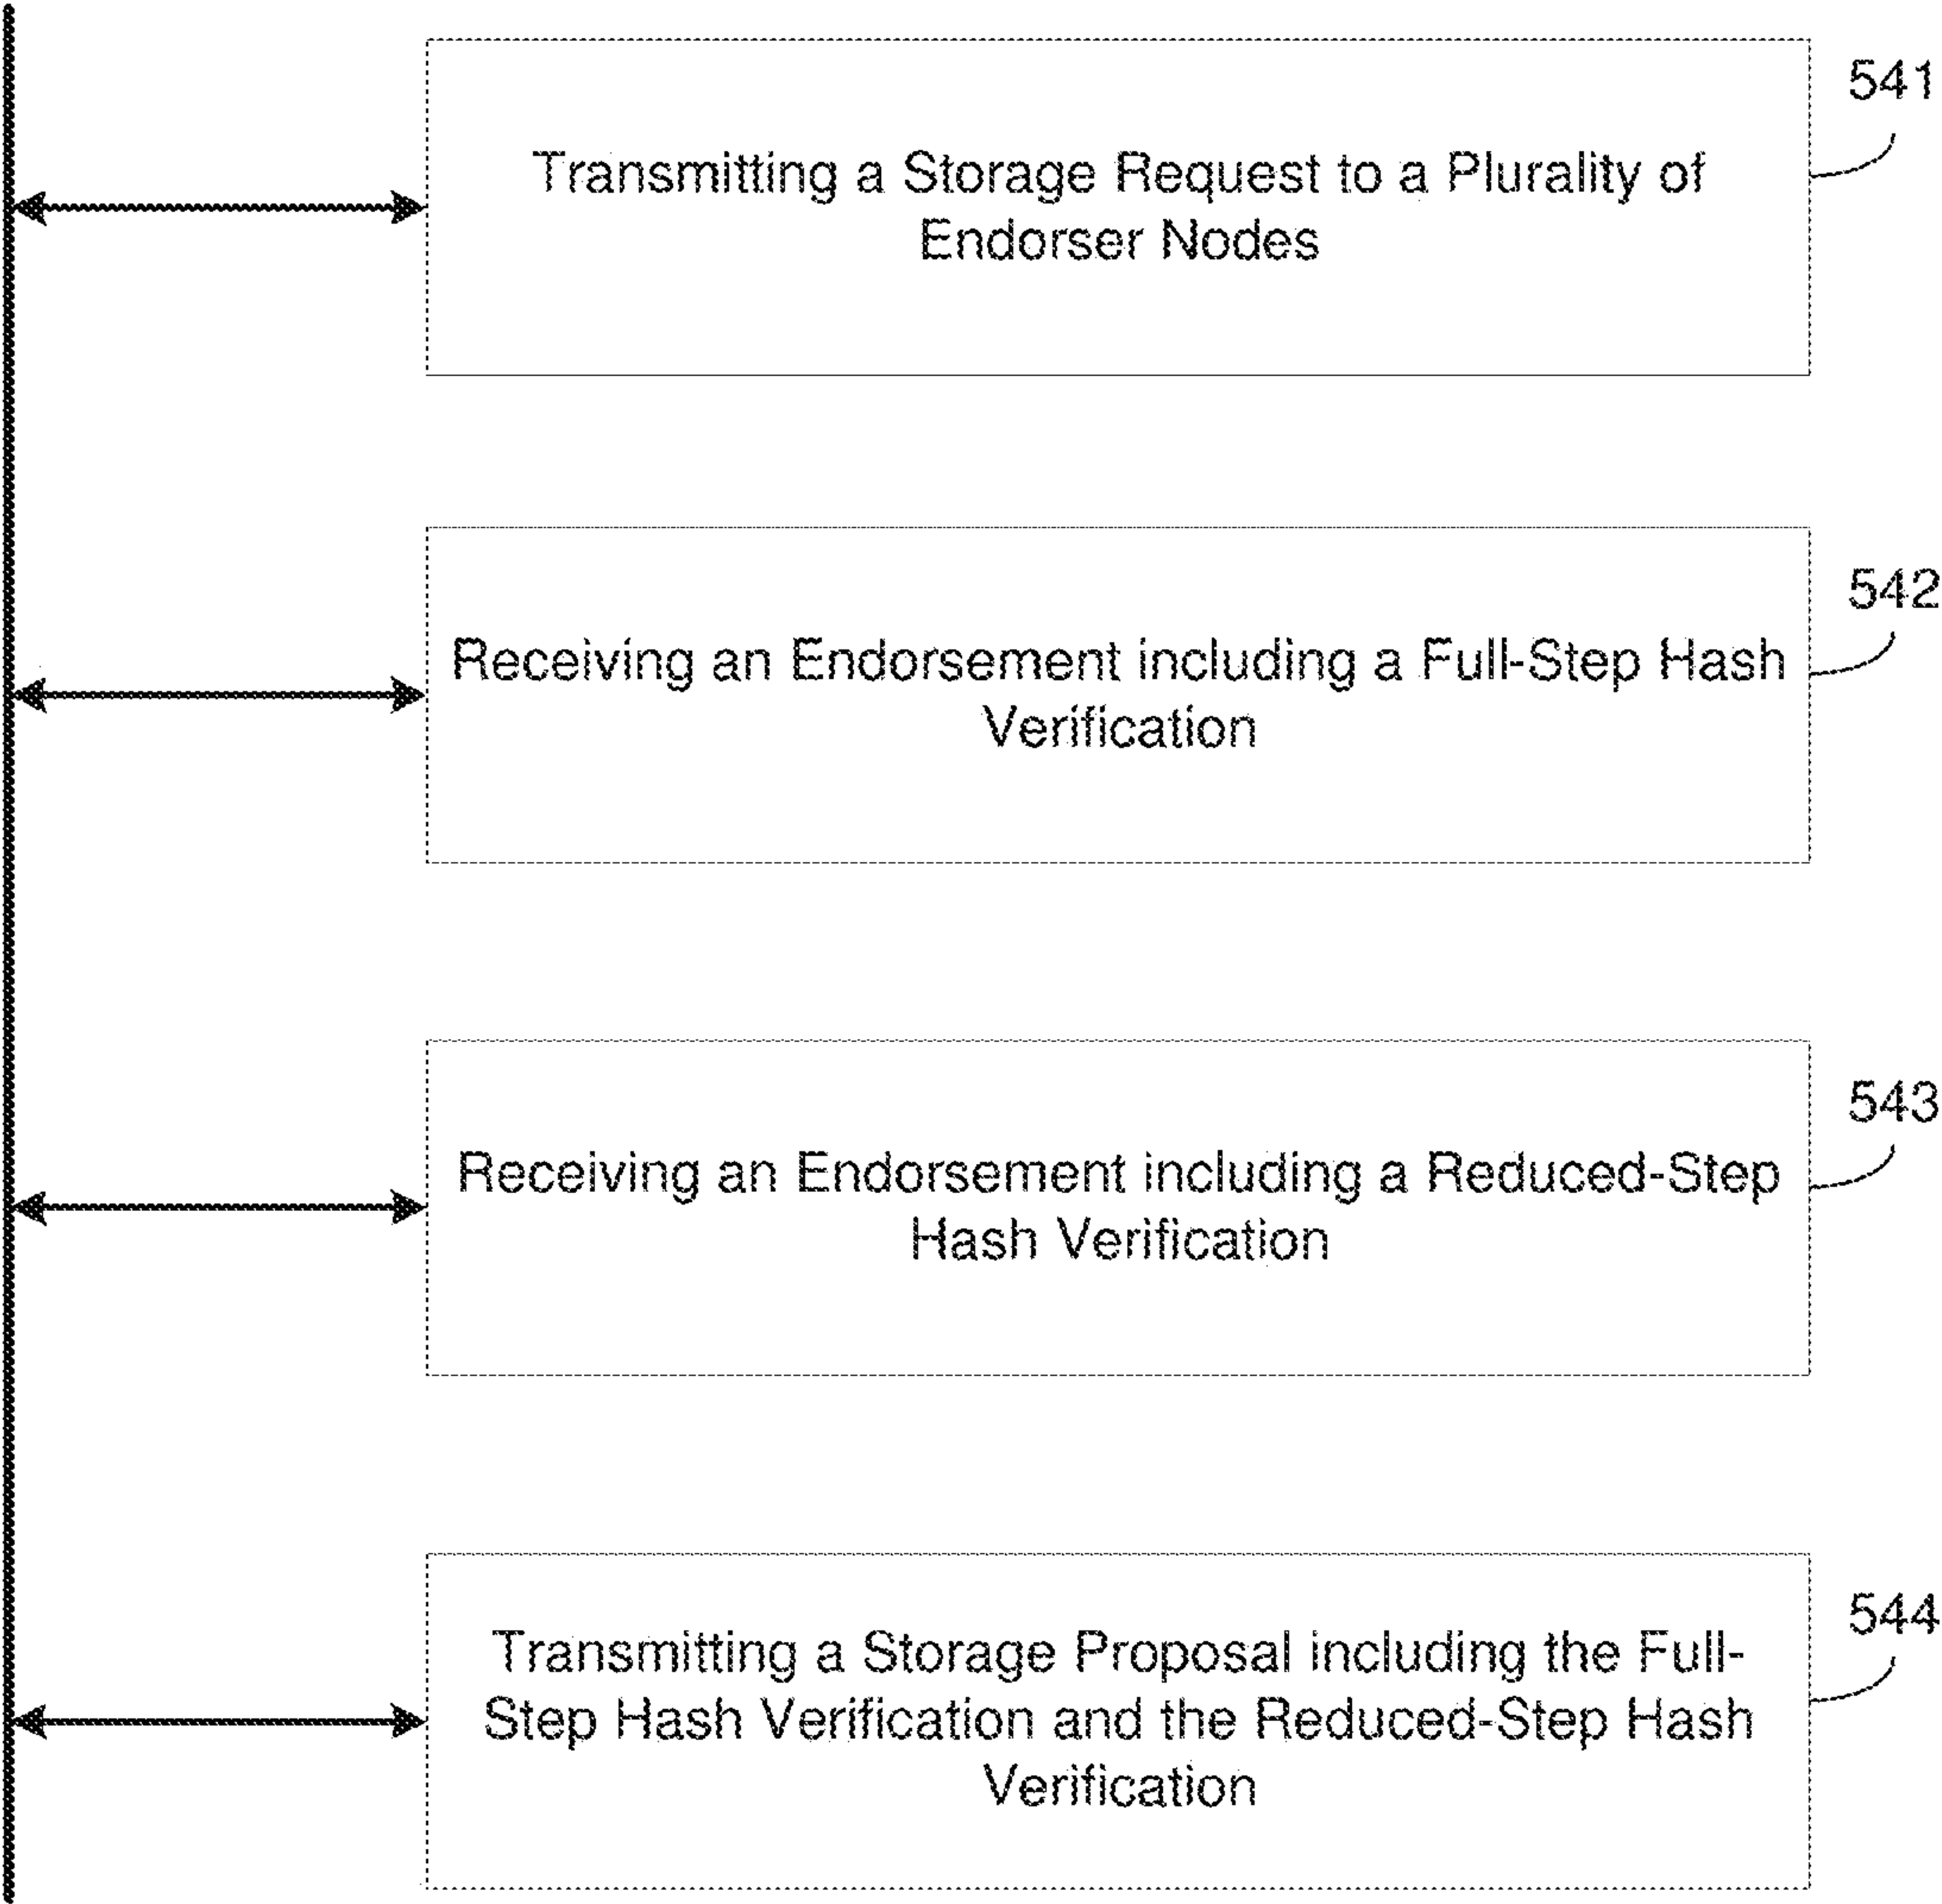 541
Transmitting a Storage Request to a Plurality of
Endorser Nodes
542
Receiving an Endorsement including a Full-Step Hash
Verification
543
Receiving an Endorsement including a Reduced-Step
Hash Verification
544
Transmitting a Storage Proposal including the Full-
Step Hash Verification and the Reduced-Step Hash
Verification